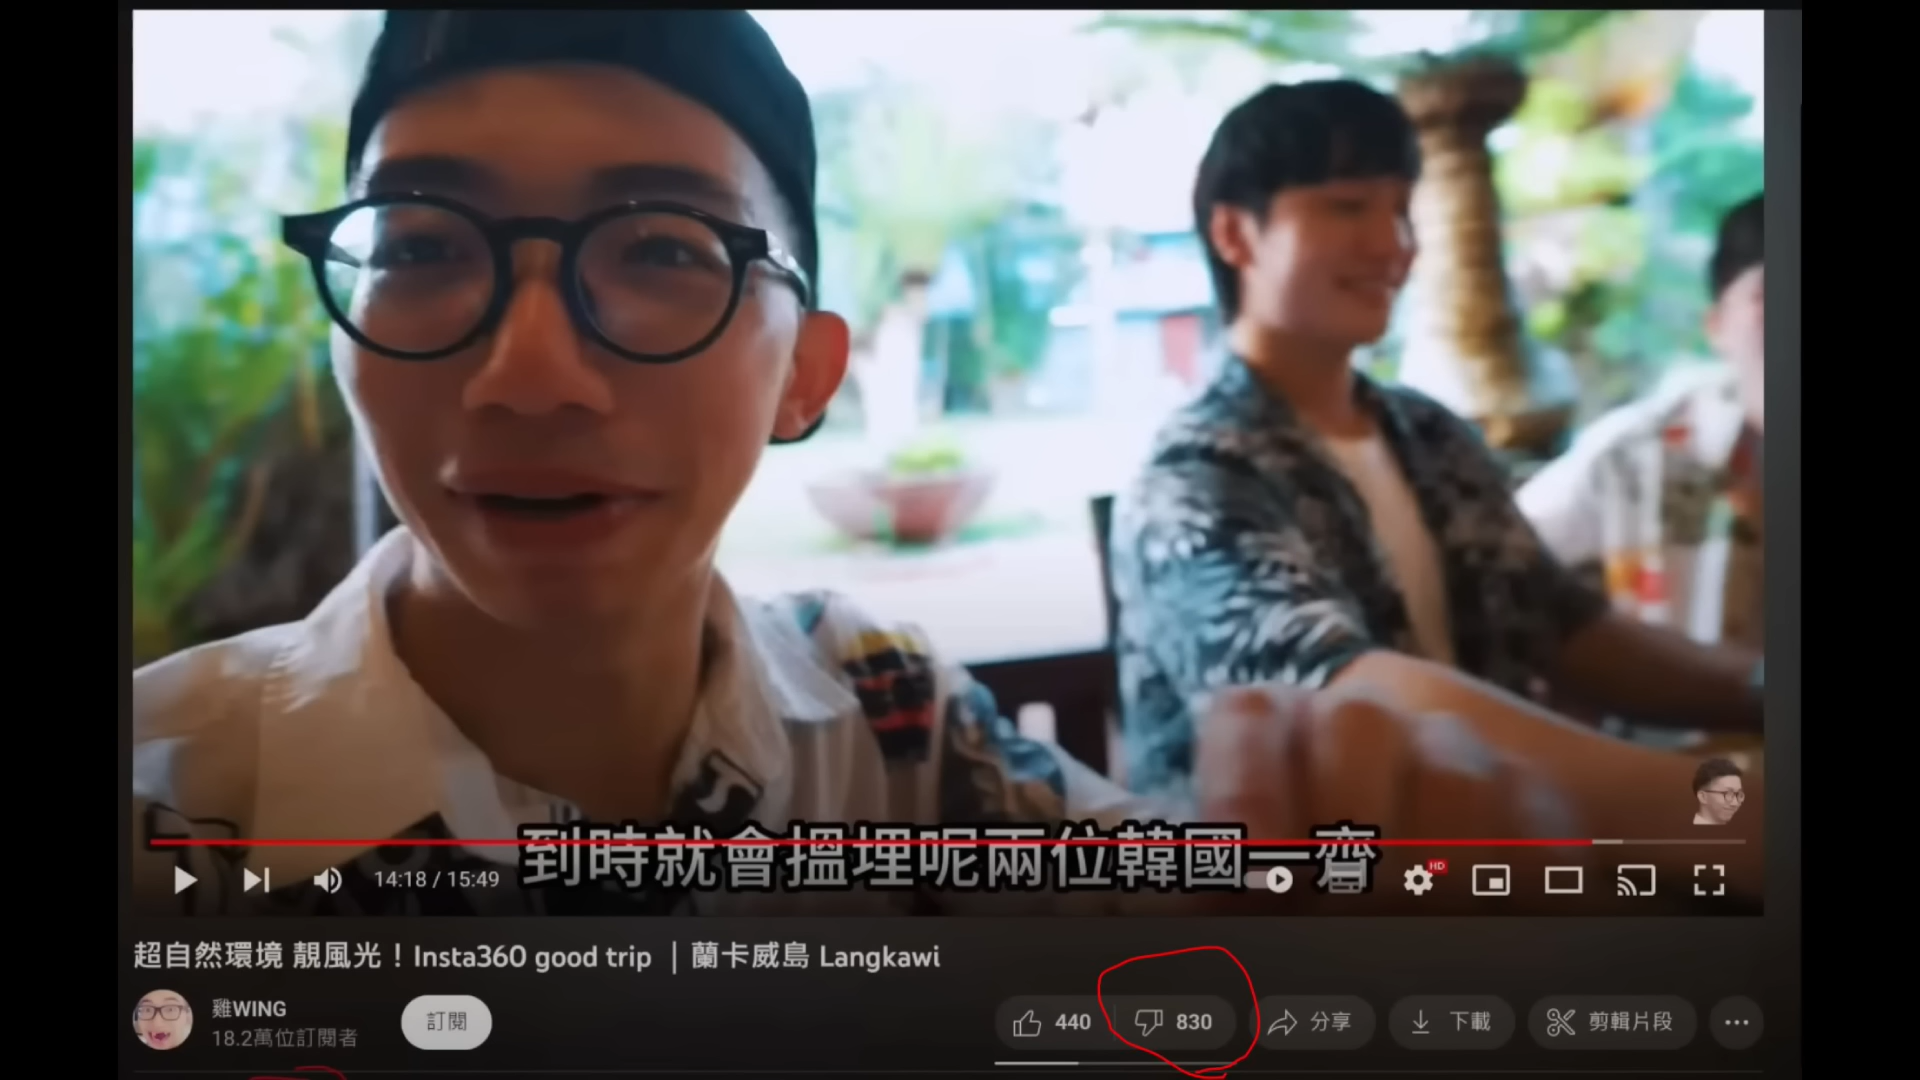 到時就會搵埋呢兩位韓國一齊
14:18 / 15:49
HD
超自然環境 靚風光！Insta360 good trip ｜蘭卡威島 Langkawi
雞WING
18.2萬位訂閱者
訂閱
440
830
分享
下載
剪輯片段